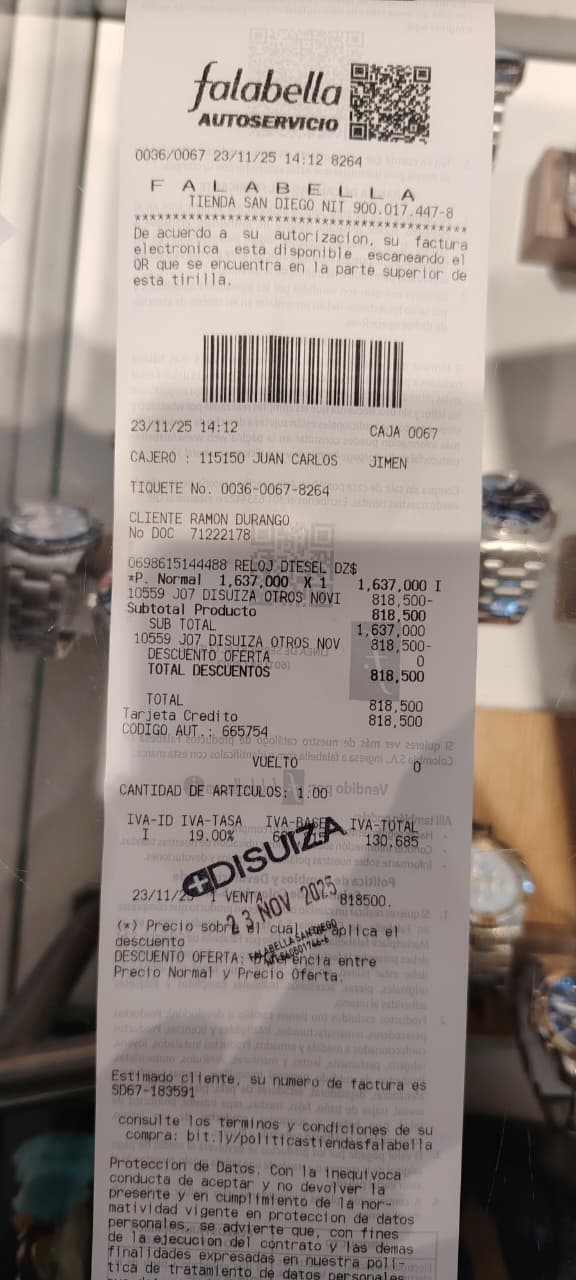 falabella
AUTOSERVICIO
0036/0067 23/11/25 14:12 8264
F A L A B E L L A
TIENDA SAN DIEGO NIT 900.017.447-8
******************************************
De acuerdo a su autorizacion, su factura
electronica esta disponible escaneando el
QR que se encuentra en la parte superior de
esta tirilla.
23/11/25 14:12 CAJA 0067
CAJERO : 115150 JUAN CARLOS JIMEN
TIQUETE No. 0036-0067-8264
CLIENTE RAMON DURANGO
No DOC 71222178
0698615144488 RELOJ DIESEL DZ$
*P. Normal 1,637,000 X 1 1,637,000 I
10559 J07 DISUIZA OTROS NOVI 818,500-
Subtotal Producto 818,500
SUB TOTAL 1,637,000
10559 J07 DISUIZA OTROS NOV 818,500-
DESCUENTO OFERTA 0
TOTAL DESCUENTOS 818,500
TOTAL 818,500
Tarjeta Credito 818,500
CODIGO AUT.: 665754
VUELTO 0
CANTIDAD DE ARTICULOS: 1.00
IVA-ID IVA-TASA IVA-BASE IVA-TOTAL
I 19.00% 130,685
DISUIZA
23 NOV 2025
FALABELLA SAN DIEGO
23/11/25 1 VENTA 818500.
(*) Precio sobre el cual aplica el
descuento
DESCUENTO OFERTA: Diferencia entre
Precio Normal y Precio Oferta.
Estimado cliente, su numero de factura es
SD67-183591
consulte los terminos y condiciones de su
compra: bit.ly/politicastiendasfalabella
Proteccion de Datos: Con la inequivoca
conducta de aceptar y no devolver la
presente y en cumplimiento de la nor-
matividad vigente en proteccion de datos
personales, se advierte que, con fines
de la ejecucion del contrato y las demas
finalidades expresadas en nuestra poli-
tica de tratamiento de datos personales